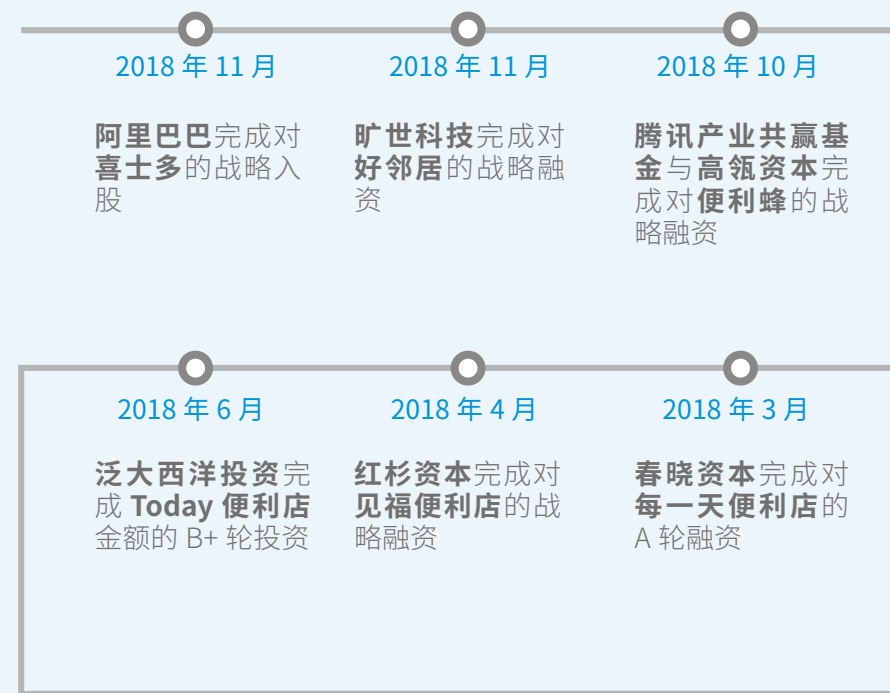 2018 年 11 月
阿里巴巴完成对
喜士多的战略入
股
2018 年 11 月
旷世科技完成对
好邻居的战略融
资
2018 年 10 月
腾讯产业共赢基
金与高瓴资本完
成对便利蜂的战
略融资
2018 年 6 月
泛大西洋投资完
成 Today 便利店
金额的 B+ 轮投资
2018 年 4 月
红杉资本完成对
见福便利店的战
略融资
2018 年 3 月
春晓资本完成对
每一天便利店的
A 轮融资